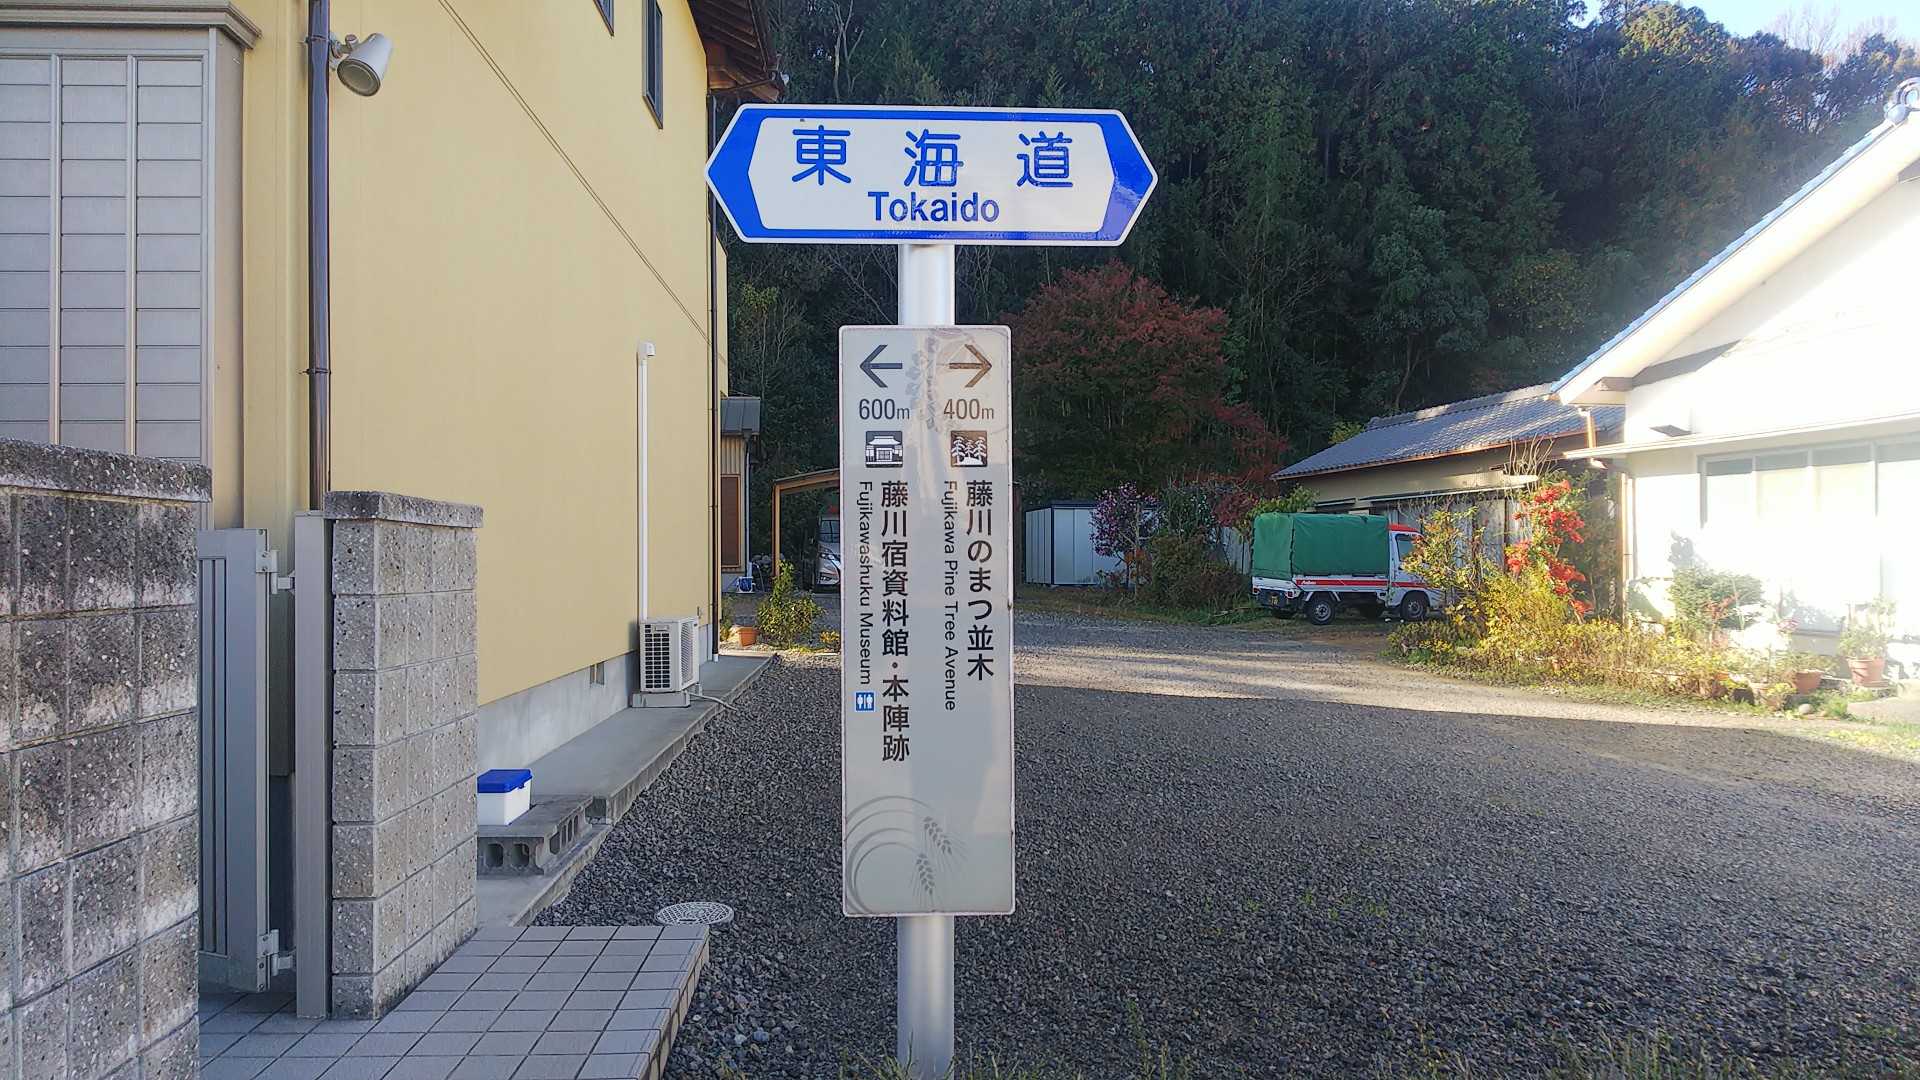 東海道
Tokaido
← →
600m 400m
藤川のまつ並木
Fujikawa Pine Tree Avenue
藤川宿資料館・本陣跡
Fujikawashuku Museum